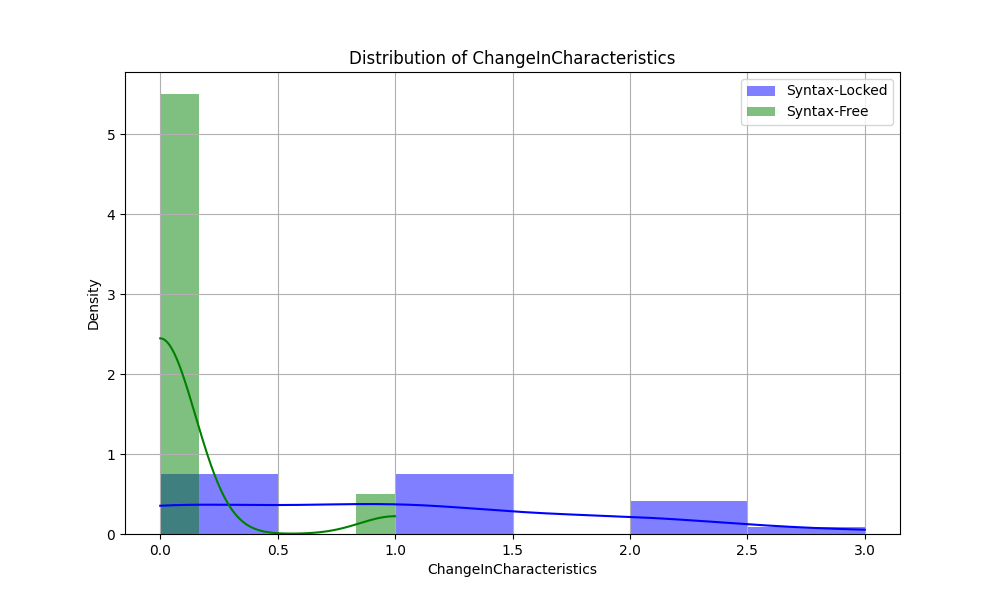 Distribution of ChangeInCharacteristics
Syntax-Locked
Syntax-Free
Density
5
4
3
2
1
0
0.0 0.5 1.0 1.5 2.0 2.5 3.0
ChangeInCharacteristics